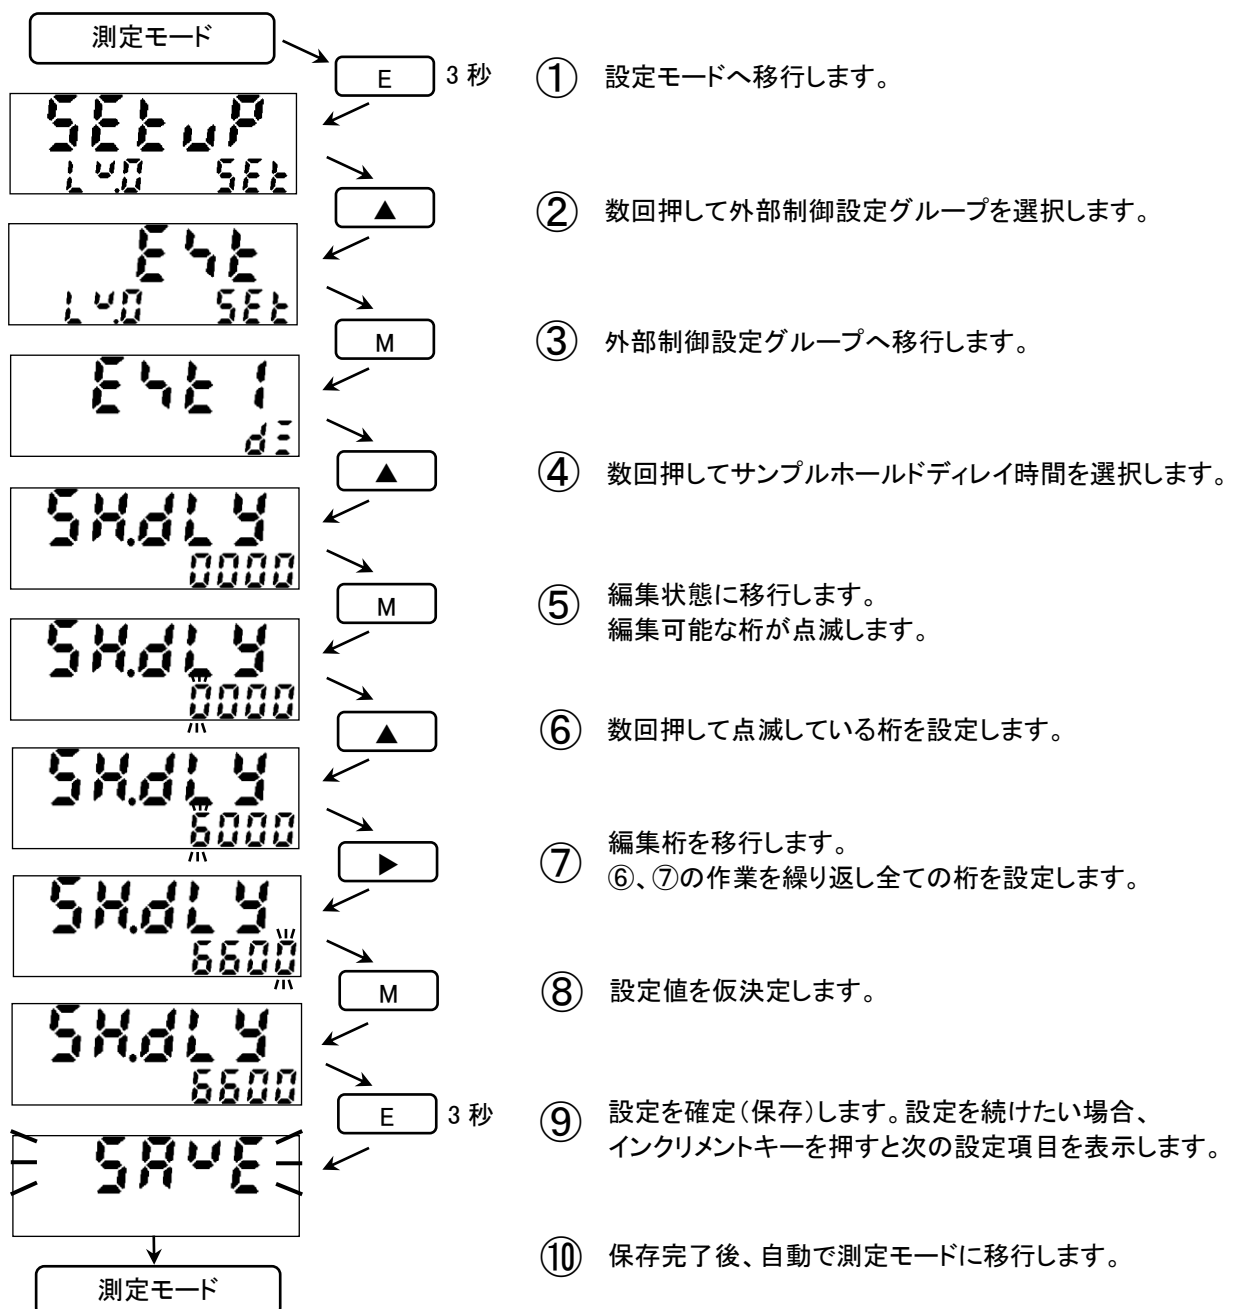 測定モード
E 3 秒
① 設定モードへ移行します。
SEtuP
Lv.0 SEt
▲
② 数回押して外部制御設定グループを選択します。
Ext
Lv.0 SEt
M
③ 外部制御設定グループへ移行します。
Ext 1
▲
④ 数回押してサンプルホールドディレイ時間を選択します。
SH.dLY
0000
M
⑤ 編集状態に移行します。
編集可能な桁が点滅します。
SH.dLY
0000
▲
⑥ 数回押して点滅している桁を設定します。
SH.dLY
6000
▶
⑦ 編集桁を移行します。
⑥、⑦の作業を繰り返し全ての桁を設定します。
SH.dLY
6600
M
⑧ 設定値を仮決定します。
SH.dLY
6600
E 3 秒
⑨ 設定を確定（保存）します。設定を続けたい場合、
インクリメントキーを押すと次の設定項目を表示します。
SAvE
⑩ 保存完了後、自動で測定モードに移行します。
測定モード